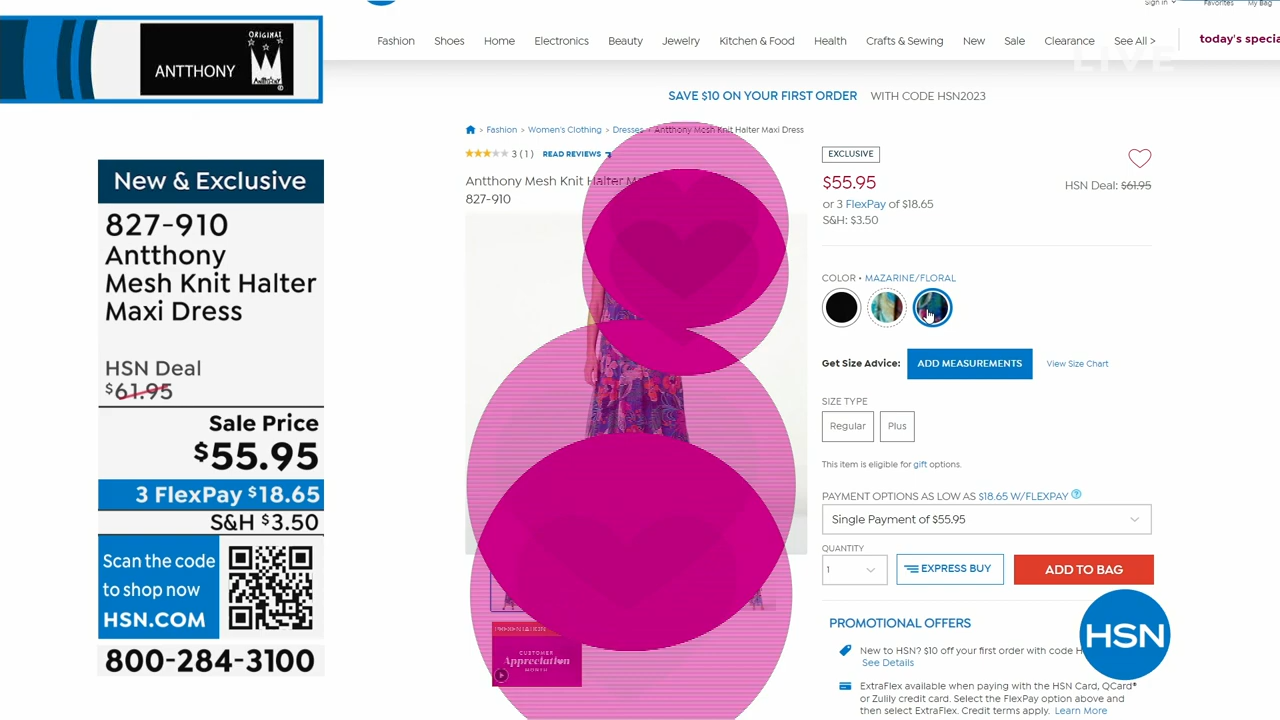 ORIGINAL
ANTTHONY
New & Exclusive
827-910
Antthony
Mesh Knit Halter
Maxi Dress
HSN Deal
$61.95
Sale Price
$55.95
3 FlexPay $18.65
S&H $3.50
Scan the code
to shop now
HSN.COM
800-284-3100
Sign in
Favorites
My Bag
Fashion
Shoes
Home
Electronics
Beauty
Jewelry
Kitchen & Food
Health
Crafts & Sewing
New
Sale
Clearance
See All >
today's specia
LIVE
SAVE $10 ON YOUR FIRST ORDER WITH CODE HSN2023
> Fashion > Women's Clothing > Dresses > Antthony Mesh Knit Halter Maxi Dress
3 ( 1 ) READ REVIEWS
Antthony Mesh Knit Halter M
827-910
CUSTOMER
Appreciation
MONTH
EXCLUSIVE
$55.95
HSN Deal: $61.95
or 3 FlexPay of $18.65
S&H: $3.50
COLOR • MAZARINE/FLORAL
Get Size Advice:
ADD MEASUREMENTS
View Size Chart
SIZE TYPE
Regular
Plus
This item is eligible for gift options.
PAYMENT OPTIONS AS LOW AS $18.65 W/FLEXPAY ?
Single Payment of $55.95
QUANTITY
1
EXPRESS BUY
ADD TO BAG
PROMOTIONAL OFFERS
New to HSN? $10 off your first order with code H
See Details
ExtraFlex available when paying with the HSN Card, QCard®
or Zulily credit card. Select the FlexPay option above and
then select ExtraFlex. Credit terms apply. Learn More
HSN